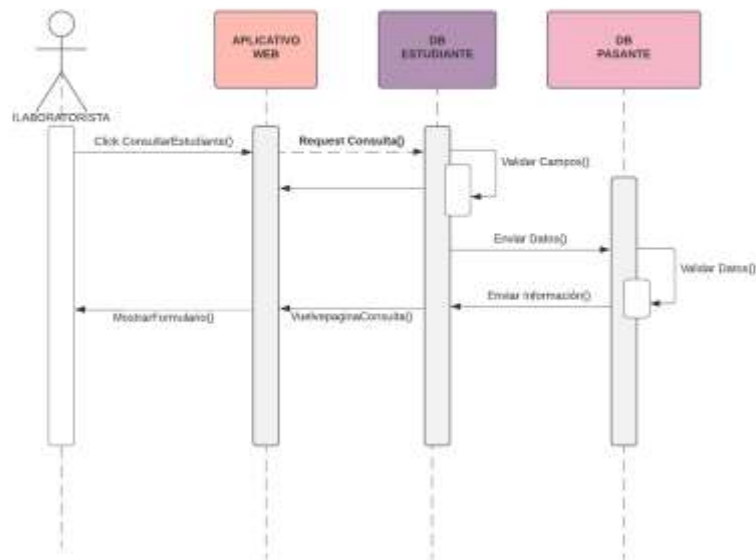 APLICATIVO
WEB
DB
ESTUDIANTE
DB
PASANTE
ILABORATORISTA
Click ConsultarEstudiante()
Request Consulta()
Validar Campos()
Enviar Datos()
Validar Datos()
Enviar Información()
MostrarFormulario()
VuelvepaginaConsulta()